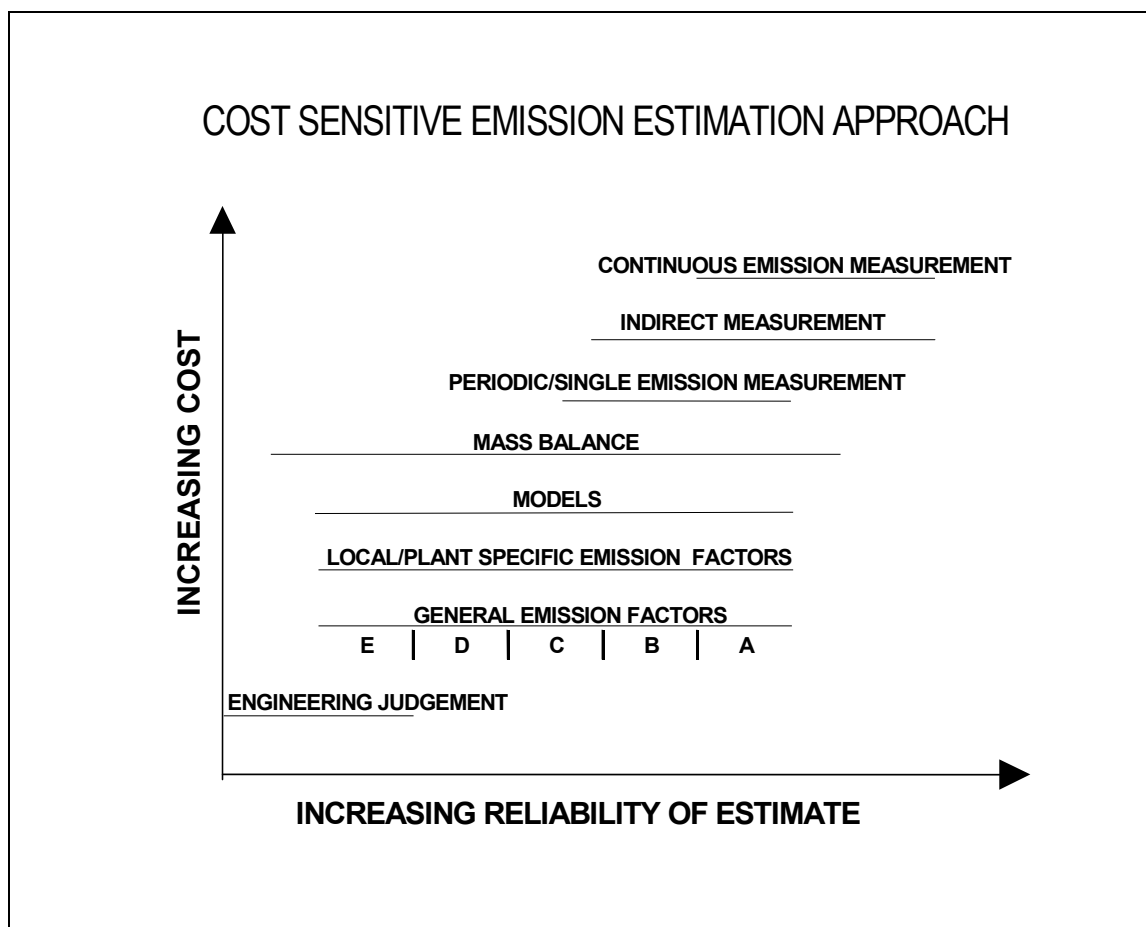 COST SENSITIVE EMISSION ESTIMATION APPROACH
INCREASING COST
CONTINUOUS EMISSION MEASUREMENT
INDIRECT MEASUREMENT
PERIODIC/SINGLE EMISSION MEASUREMENT
MASS BALANCE
MODELS
LOCAL/PLANT SPECIFIC EMISSION FACTORS
GENERAL EMISSION FACTORS
E D C B A
ENGINEERING JUDGEMENT
INCREASING RELIABILITY OF ESTIMATE